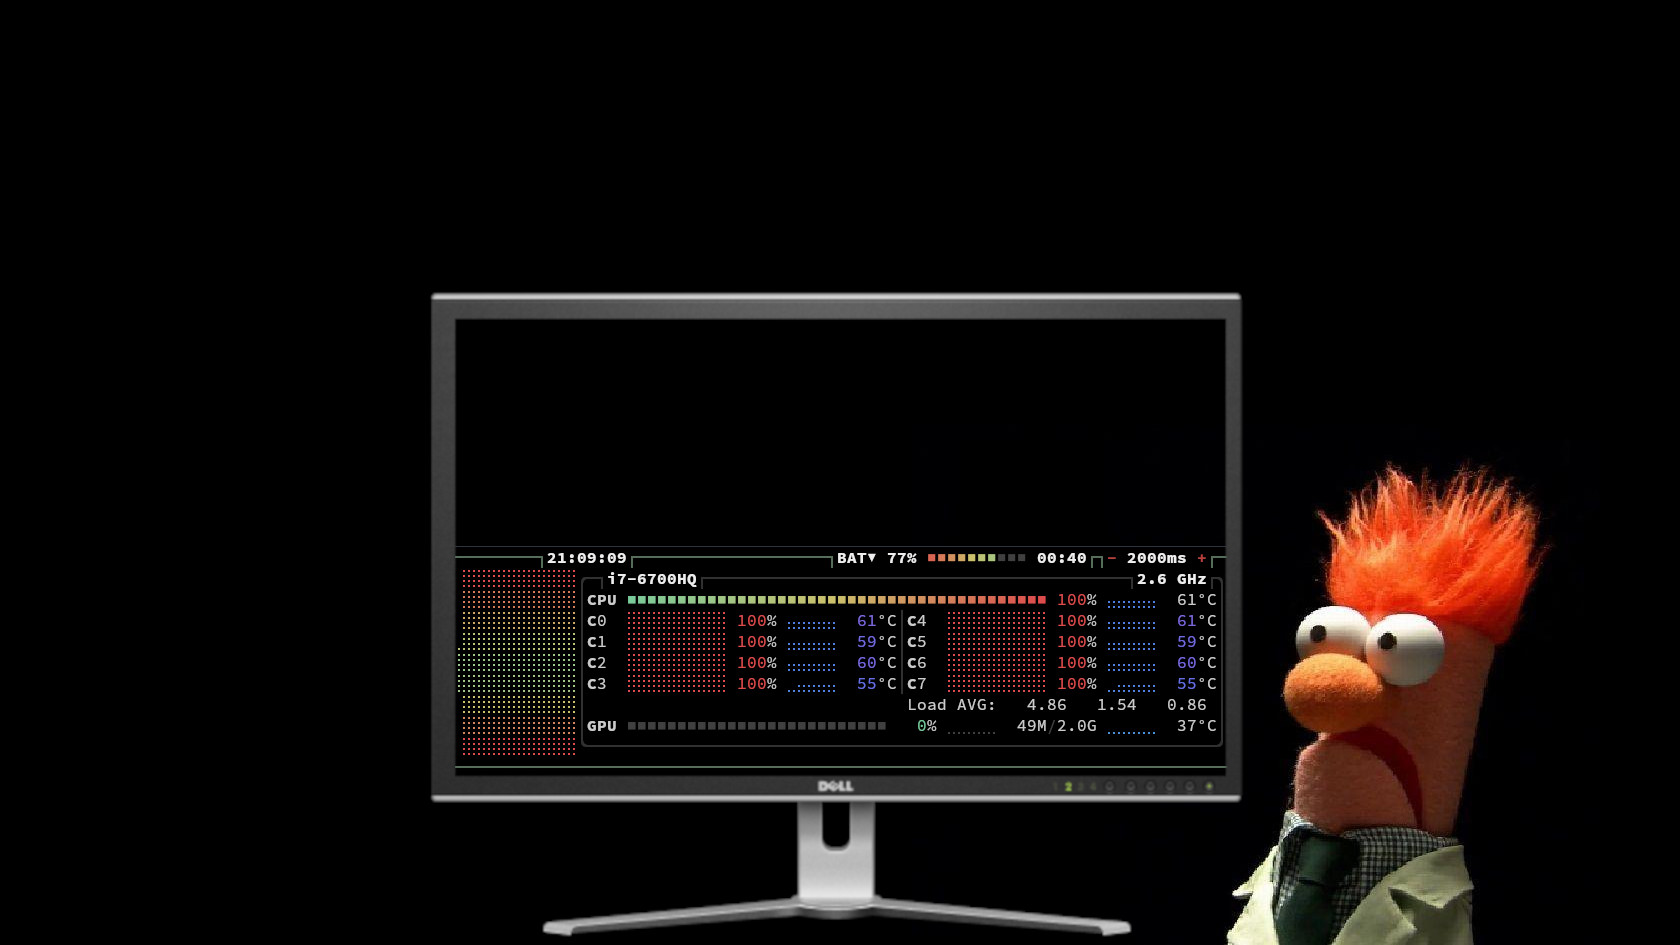 21:09:09 BAT▼ 77% 00:40 - 2000ms +
i7-6700HQ 2.6 GHz
CPU 100% 61°C
C0 100% 61°C C4 100% 61°C
C1 100% 59°C C5 100% 59°C
C2 100% 60°C C6 100% 60°C
C3 100% 55°C C7 100% 55°C
Load AVG: 4.86 1.54 0.86
GPU 0% 49M/2.0G 37°C
DELL
2